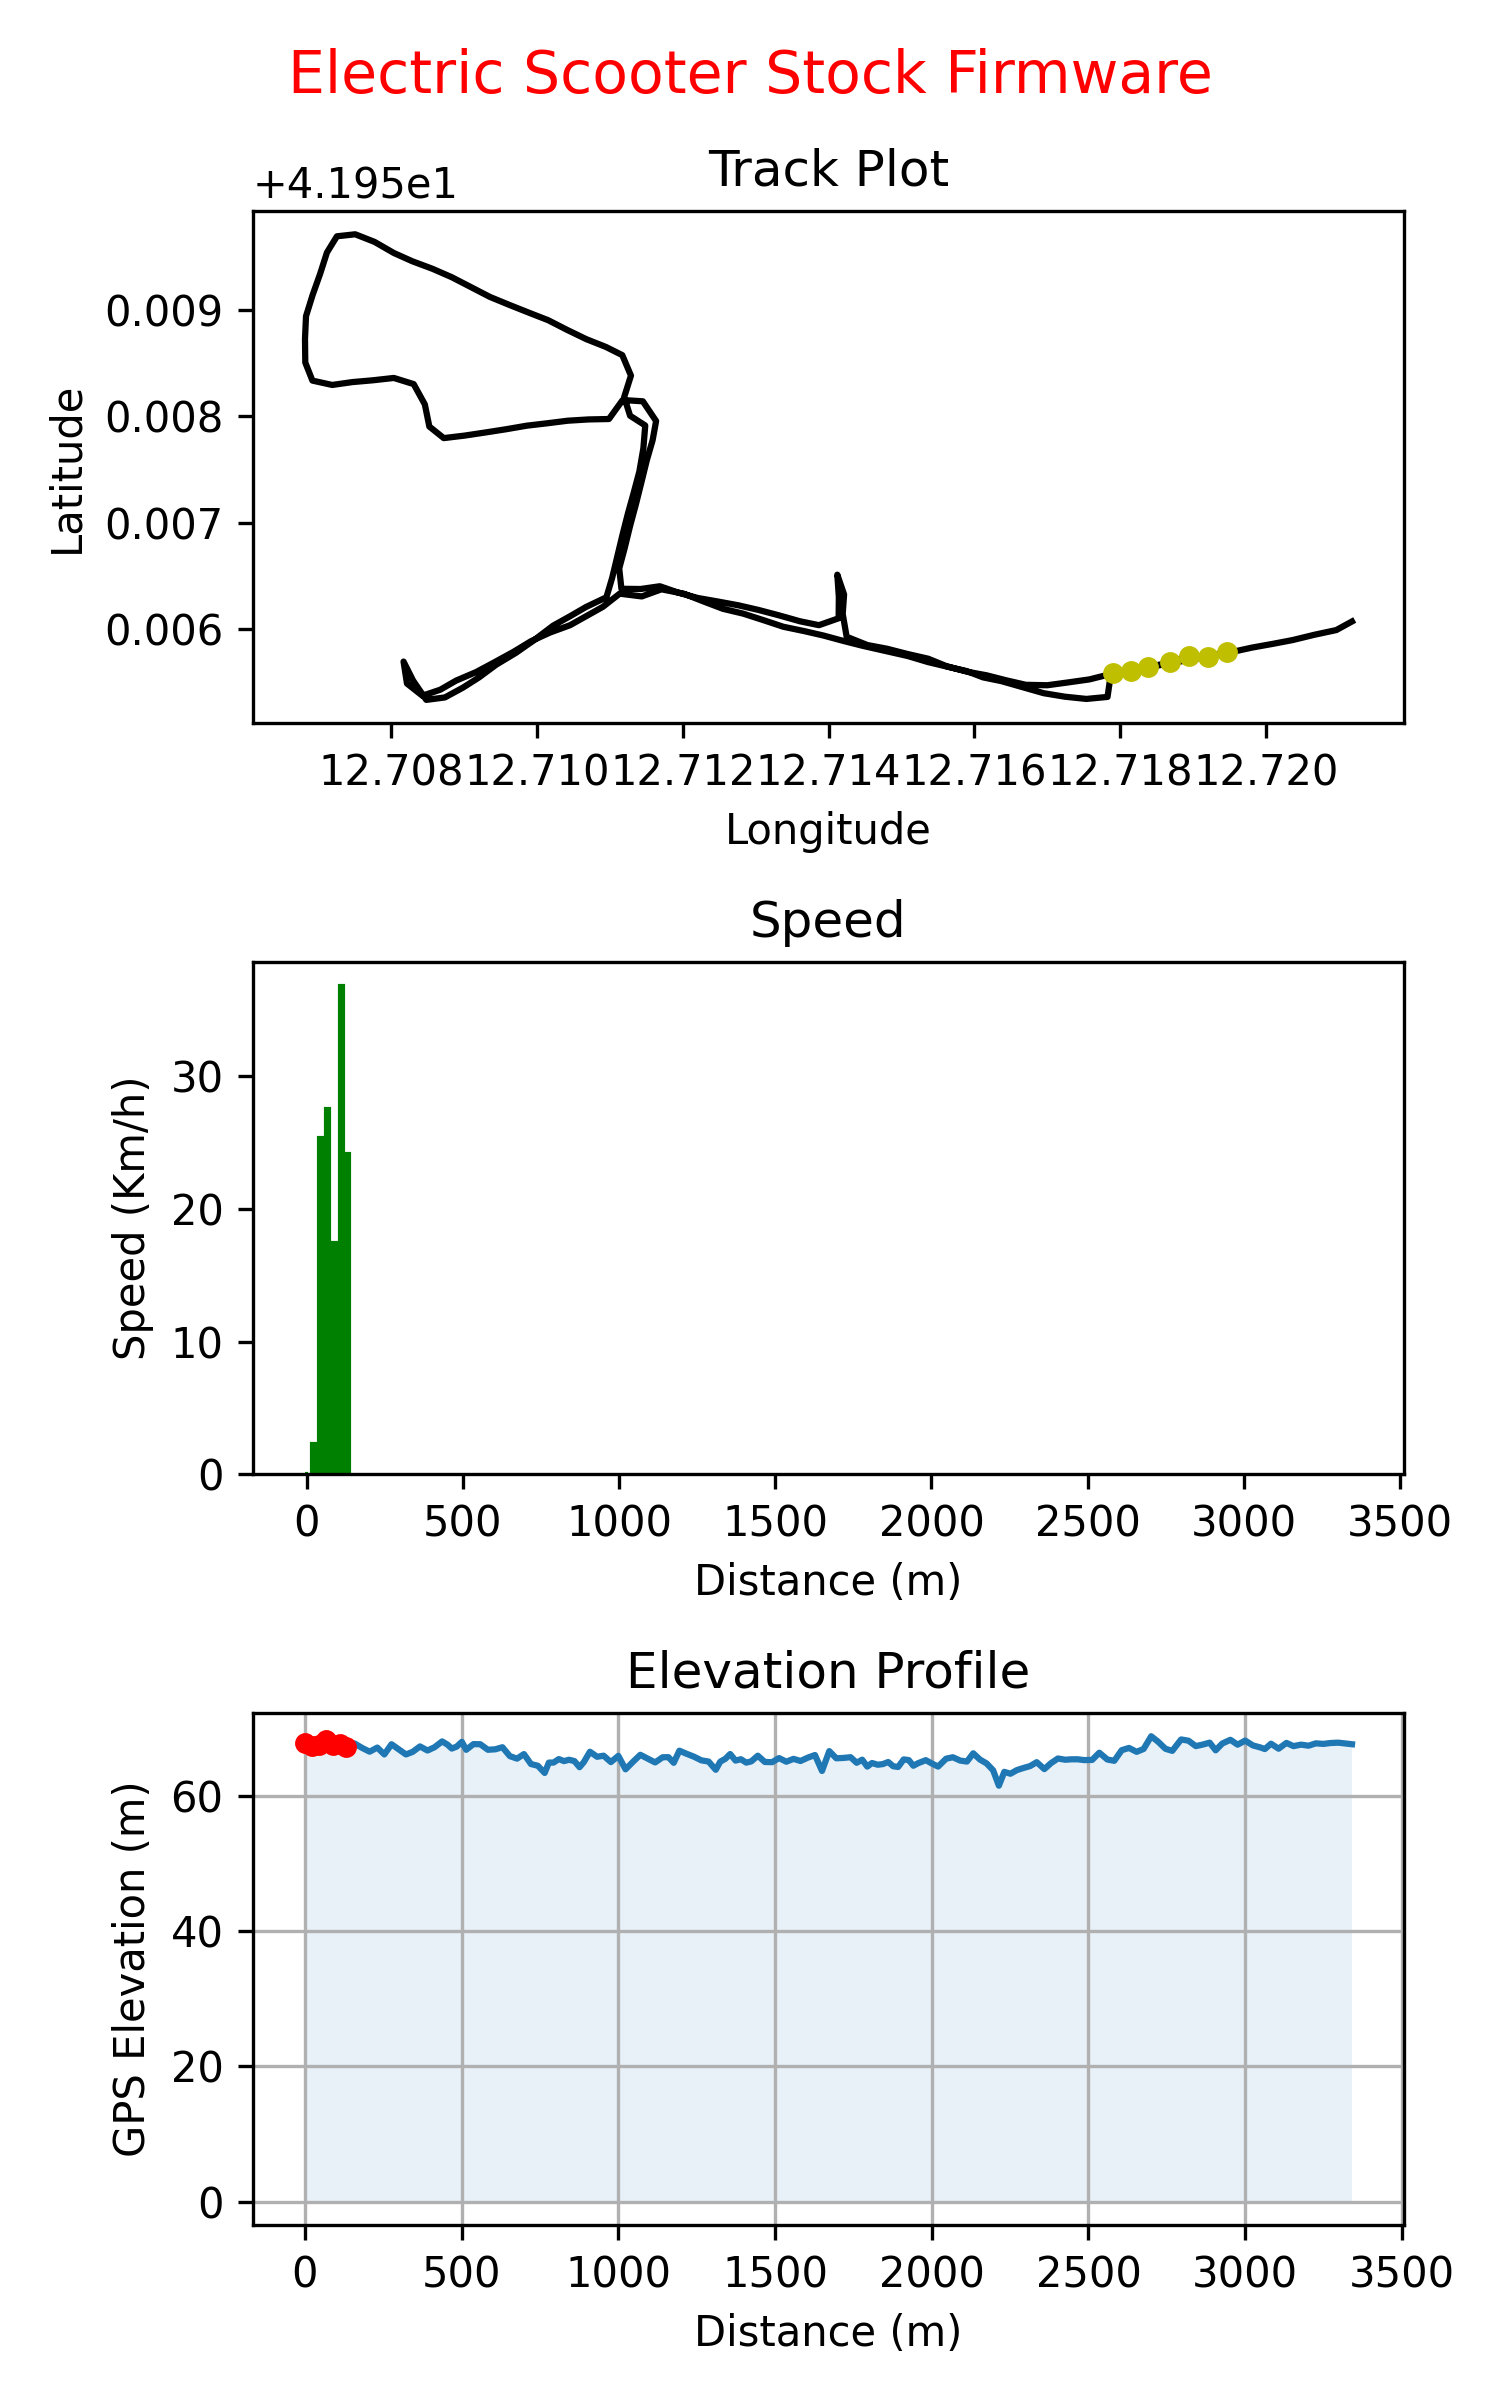 Electric Scooter Stock Firmware
Track Plot
+4.195e1
0.009
0.008
0.007
0.006
Latitude
12.708 12.710 12.712 12.714 12.716 12.718 12.720
Longitude
Speed
30
20
10
0
Speed (Km/h)
0 500 1000 1500 2000 2500 3000 3500
Distance (m)
Elevation Profile
60
40
20
0
GPS Elevation (m)
0 500 1000 1500 2000 2500 3000 3500
Distance (m)